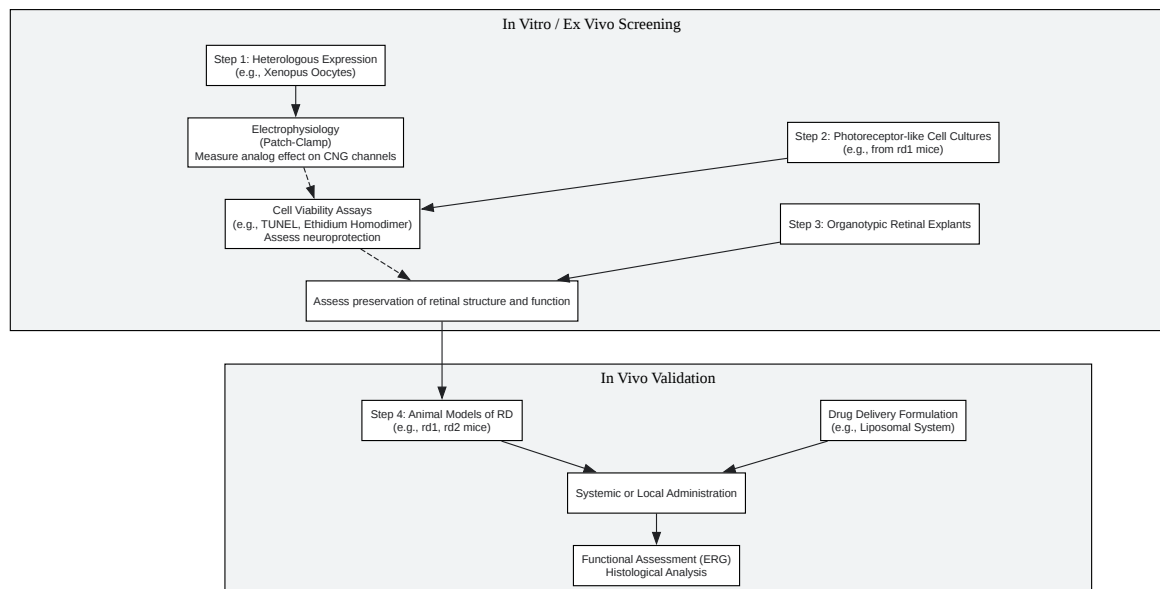 In Vitro / Ex Vivo Screening
Step 1: Heterologous Expression
(e.g., Xenopus Oocytes)
Electrophysiology
(Patch-Clamp)
Measure analog effect on CNG channels
Step 2: Photoreceptor-like Cell Cultures
(e.g., from rd1 mice)
Cell Viability Assays
(e.g., TUNEL, Ethidium Homodimer)
Assess neuroprotection
Step 3: Organotypic Retinal Explants
Assess preservation of retinal structure and function
In Vivo Validation
Step 4: Animal Models of RD
(e.g., rd1, rd2 mice)
Drug Delivery Formulation
(e.g., Liposomal System)
Systemic or Local Administration
Functional Assessment (ERG)
Histological Analysis